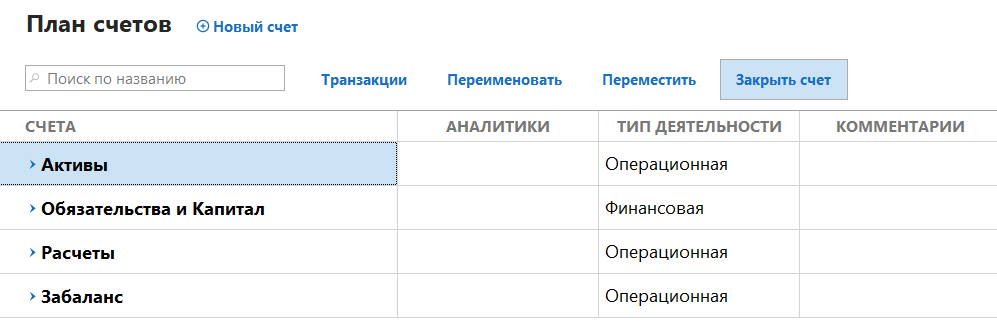 План счетов
Новый счет
Поиск по названию
Транзакции
Переименовать
Переместить
Закрыть счет
СЧЕТА АНАЛИТИКИ ТИП ДЕЯТЕЛЬНОСТИ КОММЕНТАРИИ
Активы Операционная
Обязательства и Капитал Финансовая
Расчеты Операционная
Забаланс Операционная